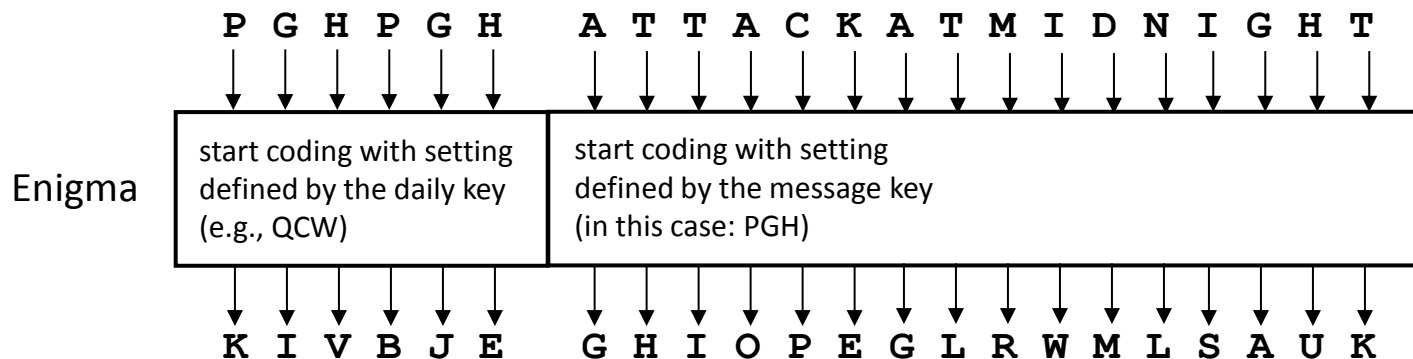 P G H P G H A T T A C K A T M I D N I G H T
Enigma
start coding with setting
defined by the daily key
(e.g., QCW)
start coding with setting
defined by the message key
(in this case: PGH)
K I V B J E G H I O P E G L R W M L S A U K